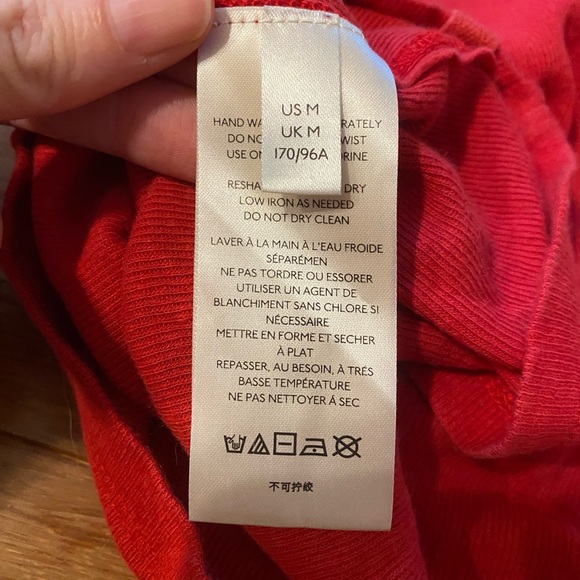 US M
UK M
170/96A
HAND WA RATELY
DO NO WIST
USE ON RINE
RESHA DRY
LOW IRON AS NEEDED
DO NOT DRY CLEAN
LAVER À LA MAIN À L'EAU FROIDE
SÉPARÉMEN
NE PAS TORDRE OU ESSORER
UTILISER UN AGENT DE
BLANCHIMENT SANS CHLORE SI
NÉCESSAIRE
METTRE EN FORME ET SECHER
À PLAT
REPASSER, AU BESOIN, À TRÉS
BASSE TEMPÉRATURE
NE PAS NETTOYER À SEC
不可拧绞